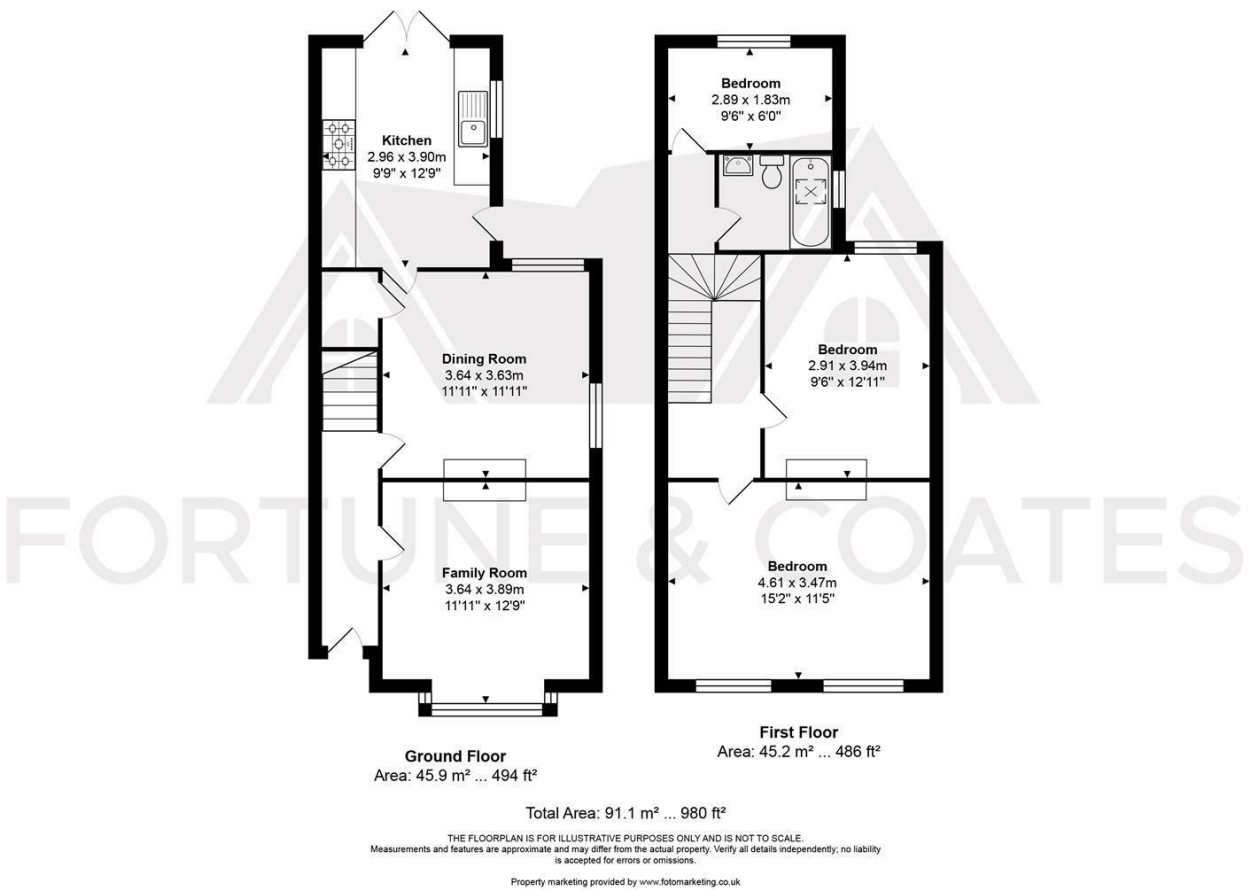 Kitchen
2.96 x 3.90m
9'9" x 12'9"
Dining Room
3.64 x 3.63m
11'11" x 11'11"
Family Room
3.64 x 3.89m
11'11" x 12'9"
Bedroom
2.89 x 1.83m
9'6" x 6'0"
Bedroom
2.91 x 3.94m
9'6" x 12'11"
Bedroom
4.61 x 3.47m
15'2" x 11'5"
FORTUNE & COATES
Ground Floor
Area: 45.9 m² ... 494 ft²
First Floor
Area: 45.2 m² ... 486 ft²
Total Area: 91.1 m² ... 980 ft²
THE FLOORPLAN IS FOR ILLUSTRATIVE PURPOSES ONLY AND IS NOT TO SCALE.
Measurements and features are approximate and may differ from the actual property. Verify all details independently; no liability
is accepted for errors or omissions.
Property marketing provided by www.fotomarketing.co.uk